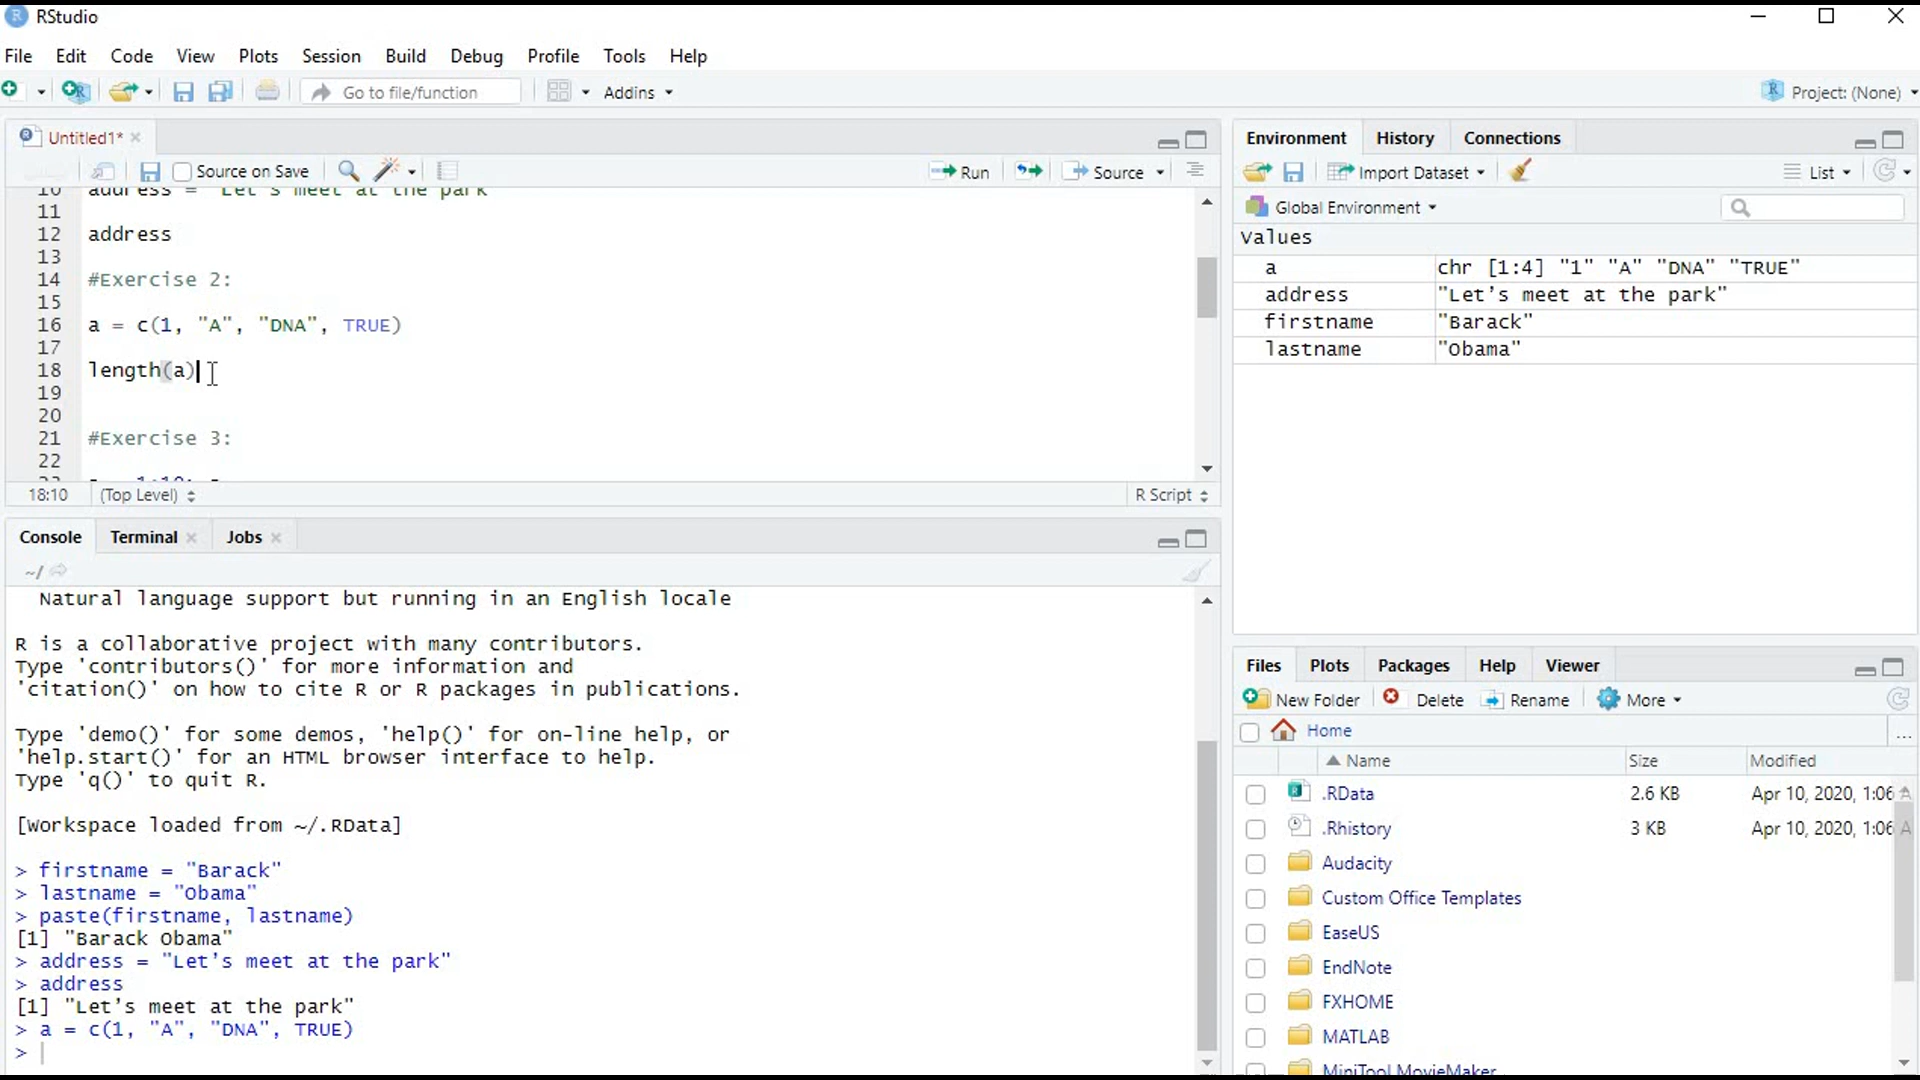 RStudio
File Edit Code View Plots Session Build Debug Profile Tools Help
Go to file/function Addins Project: (None)
Untitled1*
Source on Save Run Source
10 address = "Let's meet at the park"
11
12 address
13
14 #Exercise 2:
15
16 a = c(1, "A", "DNA", TRUE)
17
18 length(a)
19
20
21 #Exercise 3:
22
18:10 (Top Level) R Script
Console Terminal Jobs
~/
Natural language support but running in an English locale
R is a collaborative project with many contributors.
Type 'contributors()' for more information and
'citation()' on how to cite R or R packages in publications.
Type 'demo()' for some demos, 'help()' for on-line help, or
'help.start()' for an HTML browser interface to help.
Type 'q()' to quit R.
[Workspace loaded from ~/.RData]
> firstname = "Barack"
> lastname = "Obama"
> paste(firstname, lastname)
[1] "Barack Obama"
> address = "Let's meet at the park"
> address
[1] "Let's meet at the park"
> a = c(1, "A", "DNA", TRUE)
>
Environment History Connections
Import Dataset List
Global Environment
Values
a chr [1:4] "1" "A" "DNA" "TRUE"
address "Let's meet at the park"
firstname "Barack"
lastname "Obama"
Files Plots Packages Help Viewer
New Folder Delete Rename More
Home ...
Name Size Modified
.RData 2.6 KB Apr 10, 2020, 1:06 A
.Rhistory 3 KB Apr 10, 2020, 1:06 A
Audacity
Custom Office Templates
EaseUS
EndNote
FXHOME
MATLAB
MiniTool MovieMaker